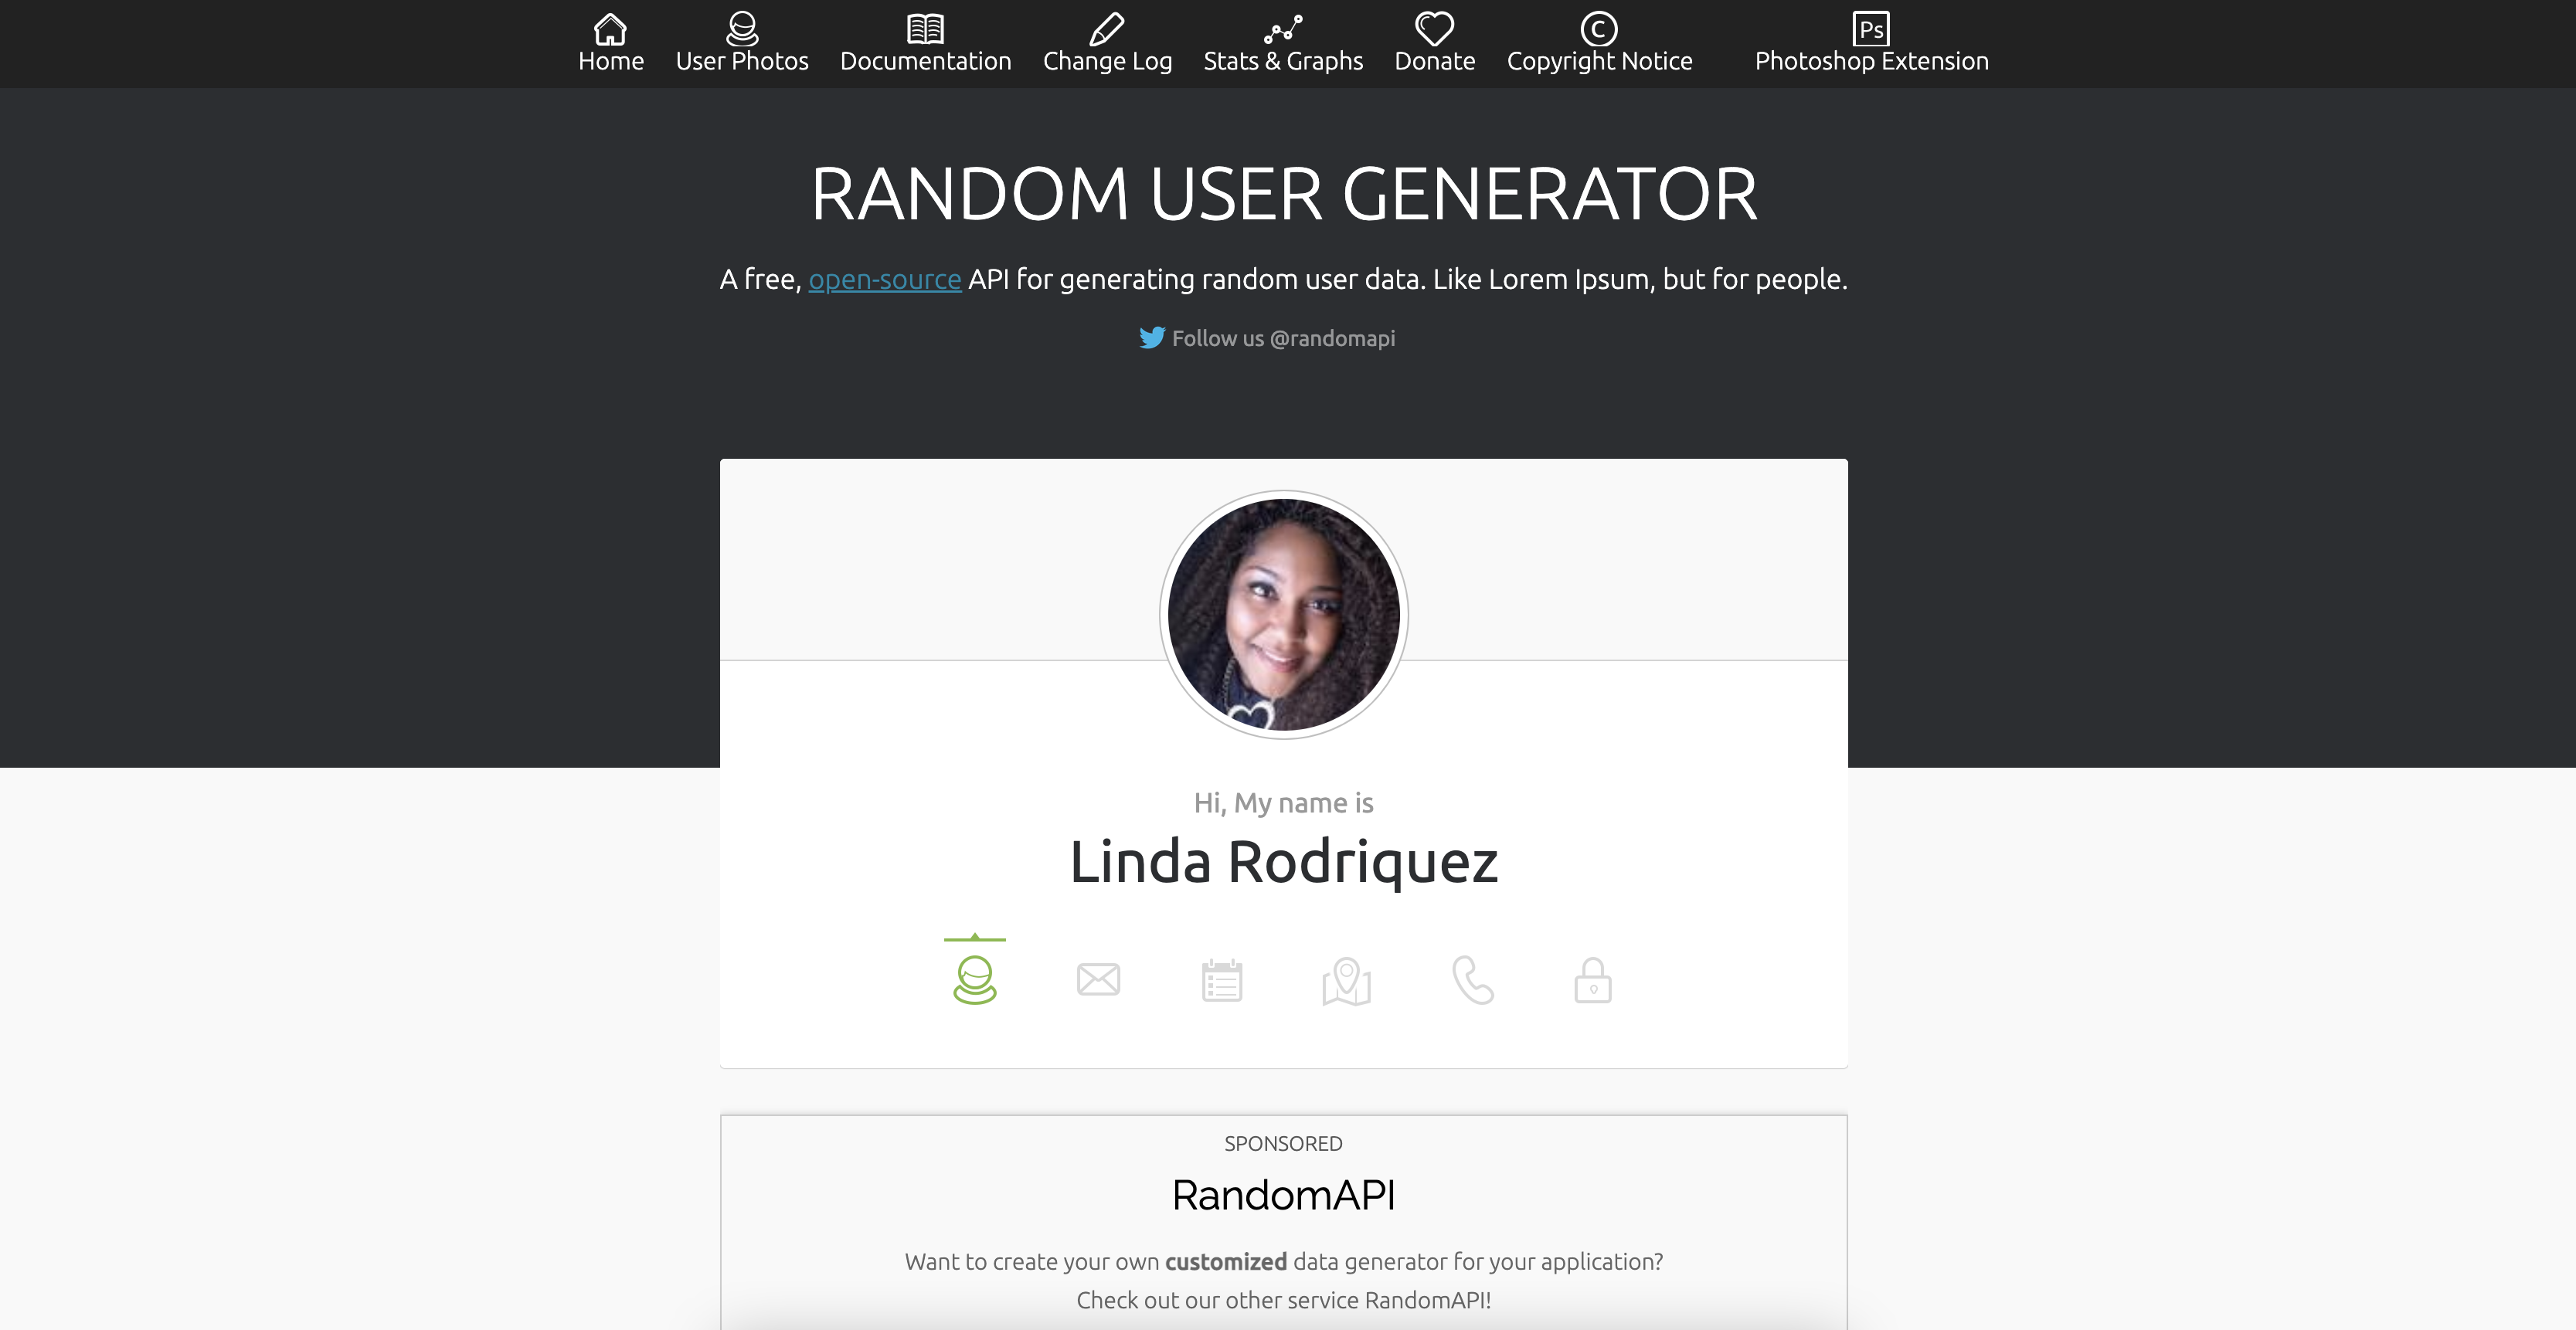 Home User Photos Documentation Change Log Stats & Graphs Donate Copyright Notice Ps Photoshop Extension
RANDOM USER GENERATOR
A free, open-source API for generating random user data. Like Lorem Ipsum, but for people.
Follow us @randomapi
Hi, My name is
Linda Rodriquez
SPONSORED
RandomAPI
Want to create your own customized data generator for your application?
Check out our other service RandomAPI!